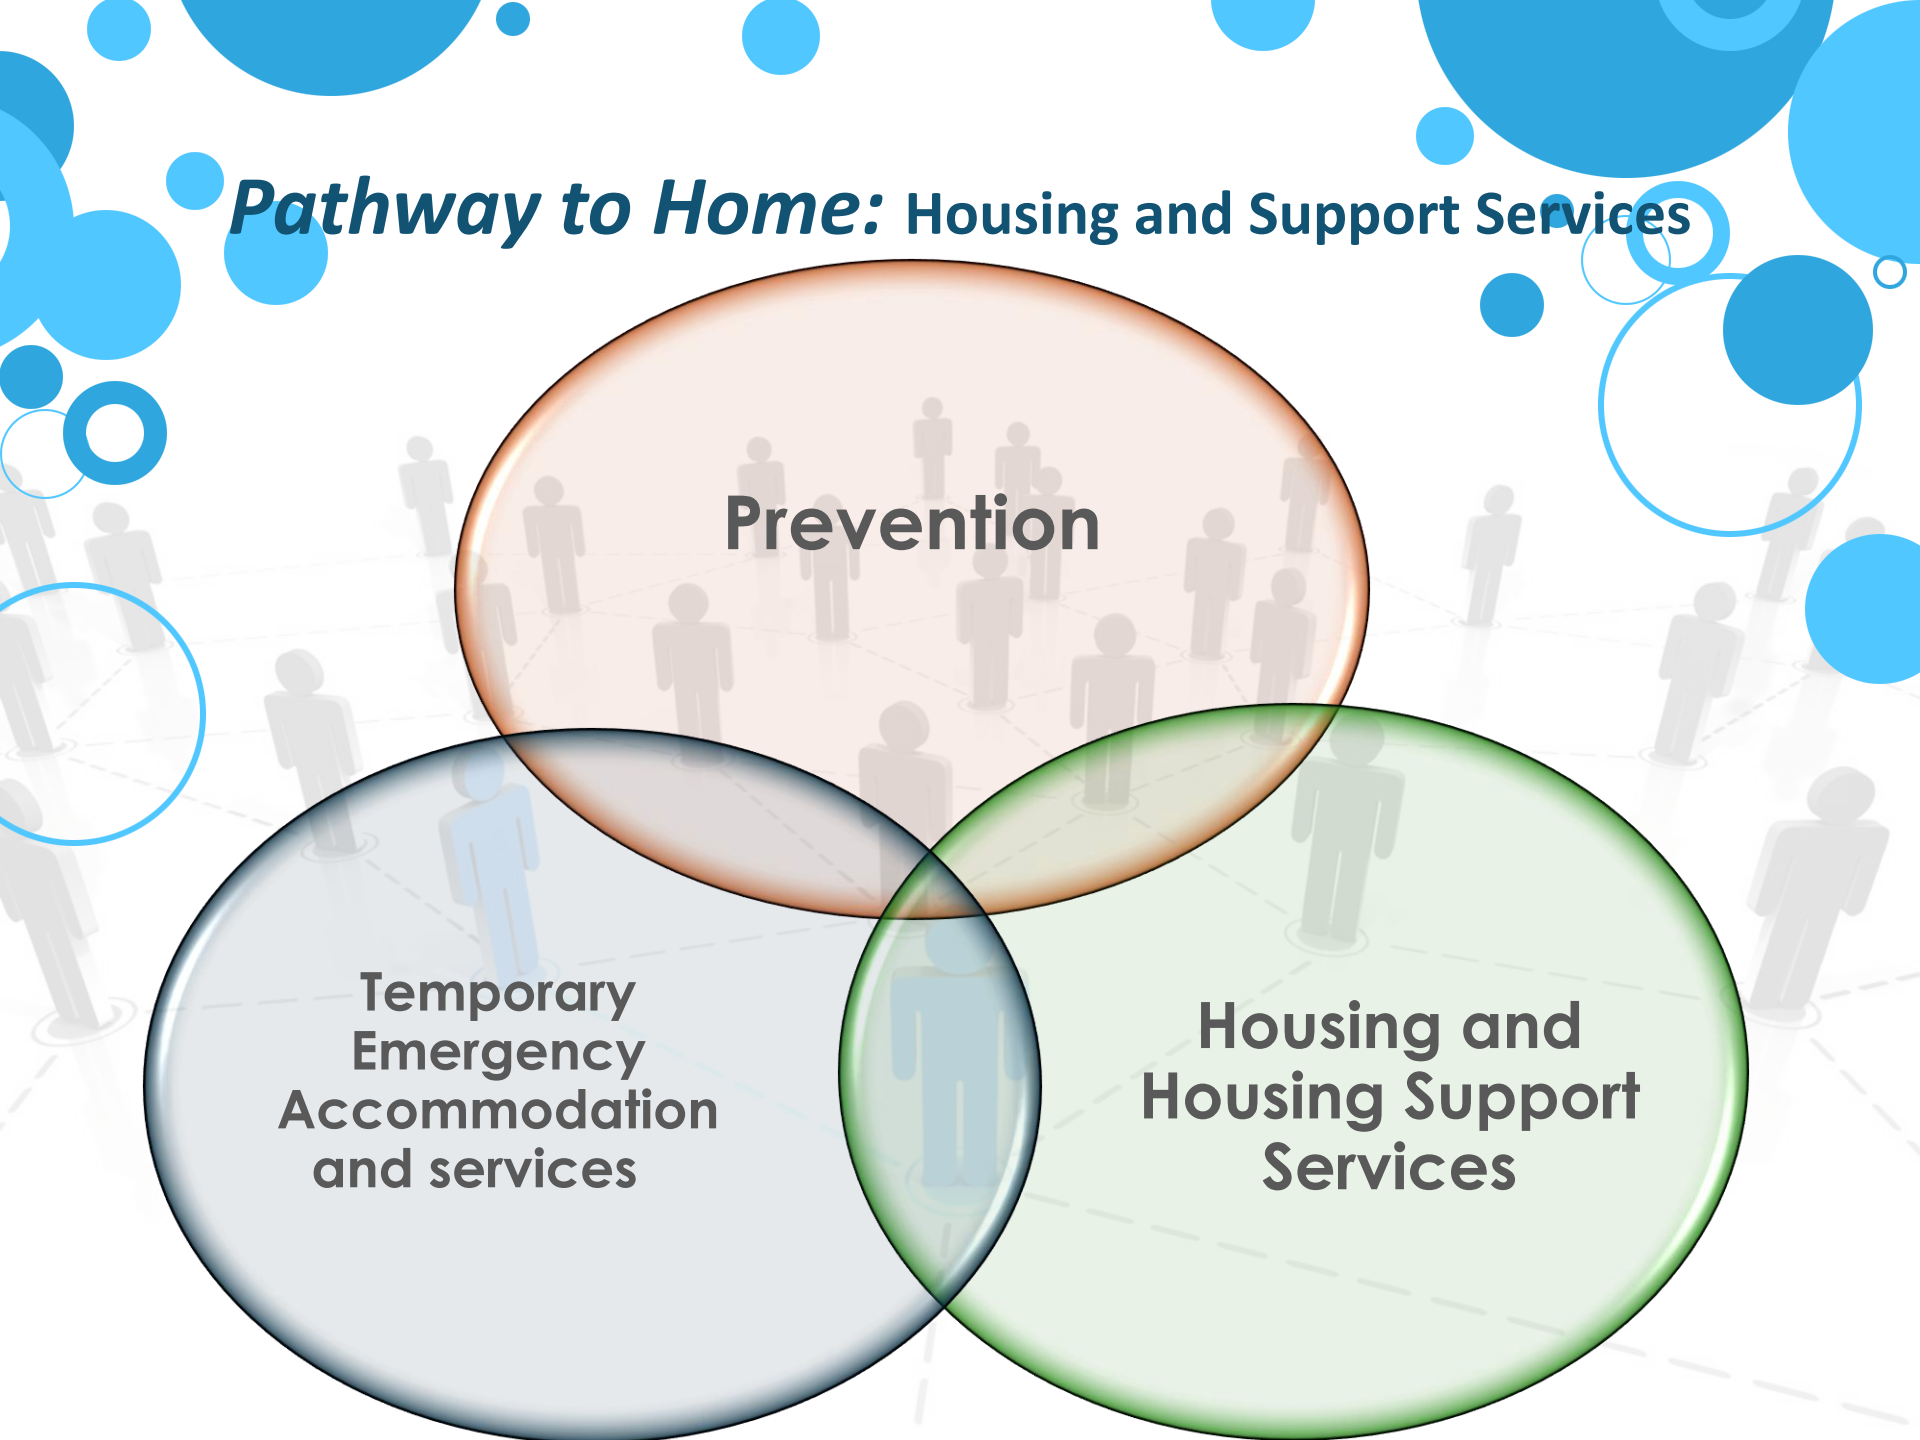 Pathway to Home: Housing and Support Services
Prevention
Temporary
Emergency
Accommodation
and services
Housing and
Housing Support
Services